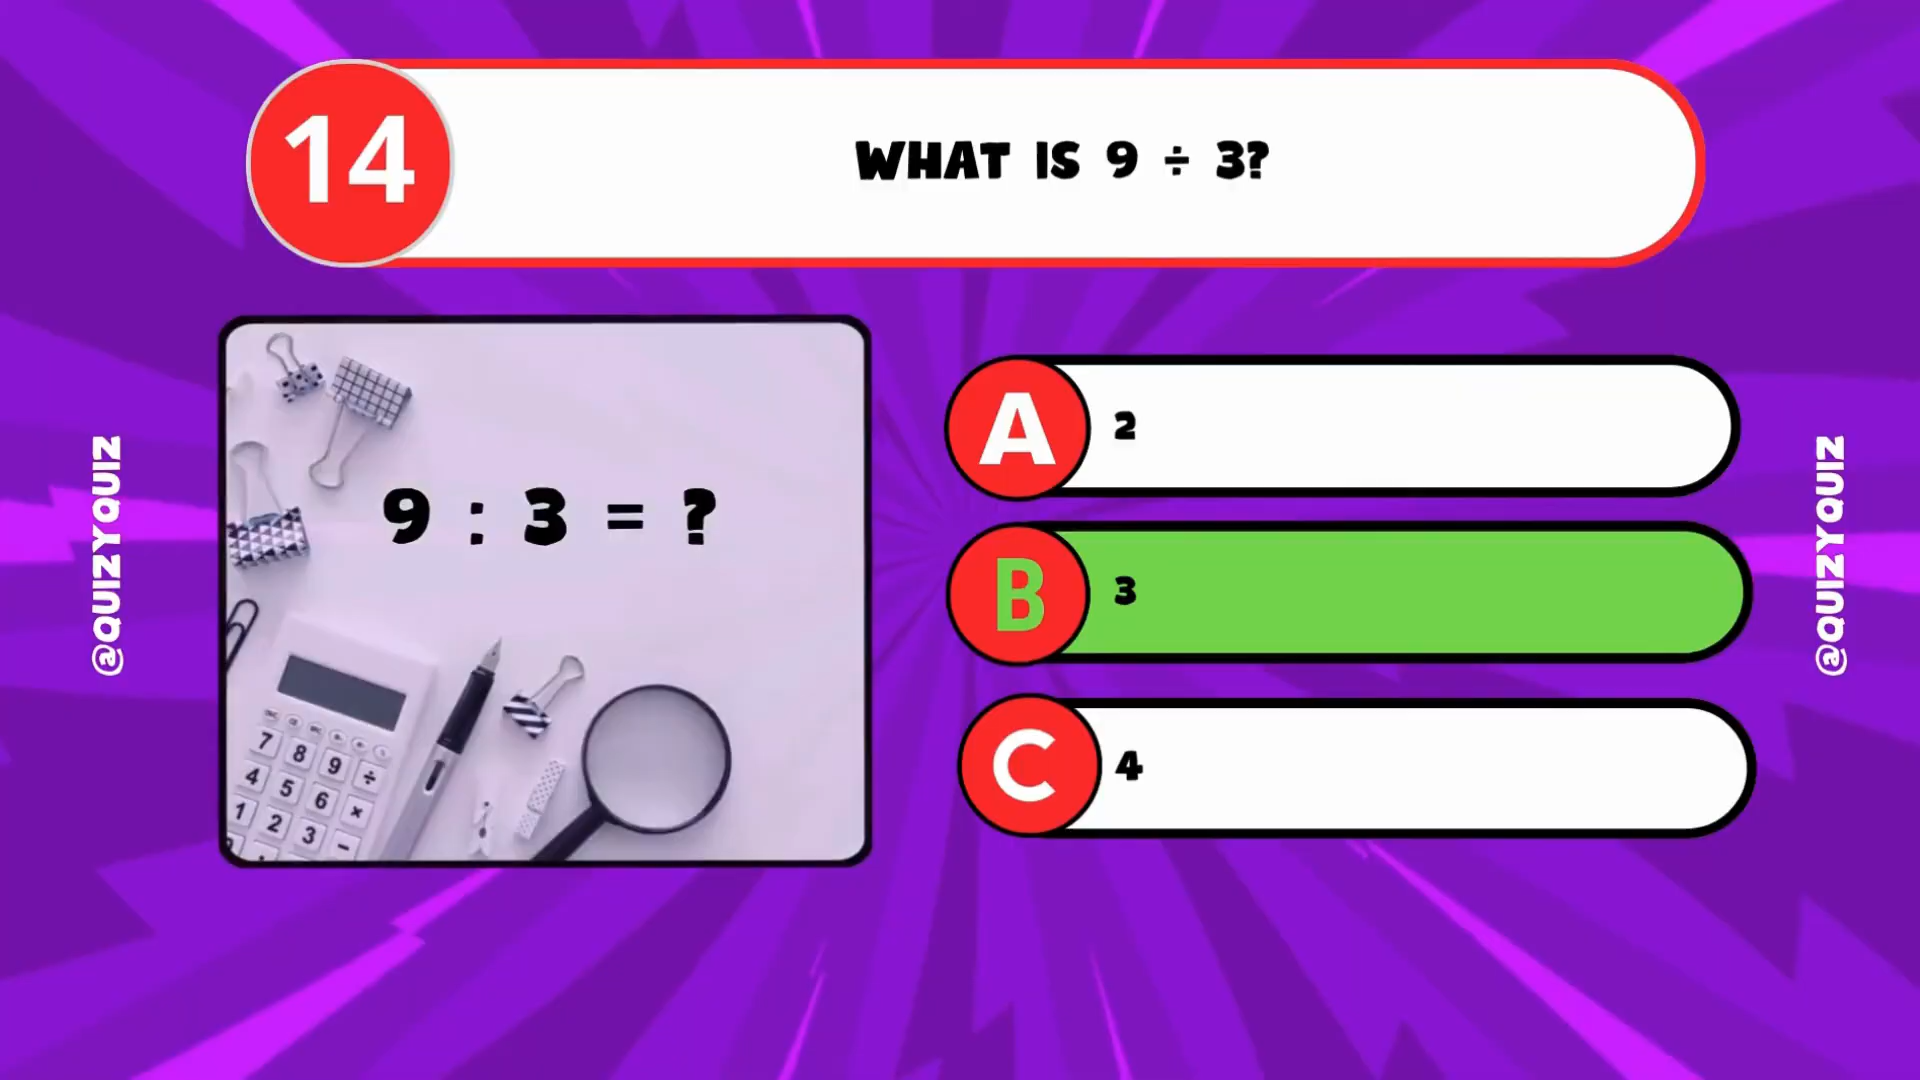 14
WHAT IS 9 ÷ 3?
9 : 3 = ?
A 2
B 3
C 4
@QUIZYQUIZ
@QUIZYQUIZ
7 8 9 ÷
4 5 6 ×
1 2 3 −